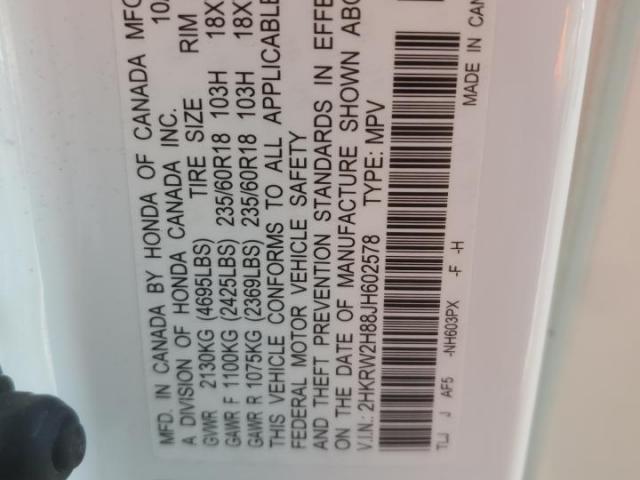 MFD. IN CANADA BY HONDA OF CANADA MFG
A DIVISION OF HONDA CANADA INC. 10
TIRE SIZE RIM
GVWR 2130KG (4695LBS)
GAWR F 1100KG (2425LBS) 235/60R18 103H 18X
GAWR R 1075KG (2369LBS) 235/60R18 103H 18X
THIS VEHICLE CONFORMS TO ALL APPLICABLE
FEDERAL MOTOR VEHICLE SAFETY
AND THEFT PREVENTION STANDARDS IN EFFE
ON THE DATE OF MANUFACTURE SHOWN ABO
V.I.N.: 2HKRW2H88JH602578 TYPE: MPV
TLJ J AF5 -NH603PX -F -H MADE IN CAN